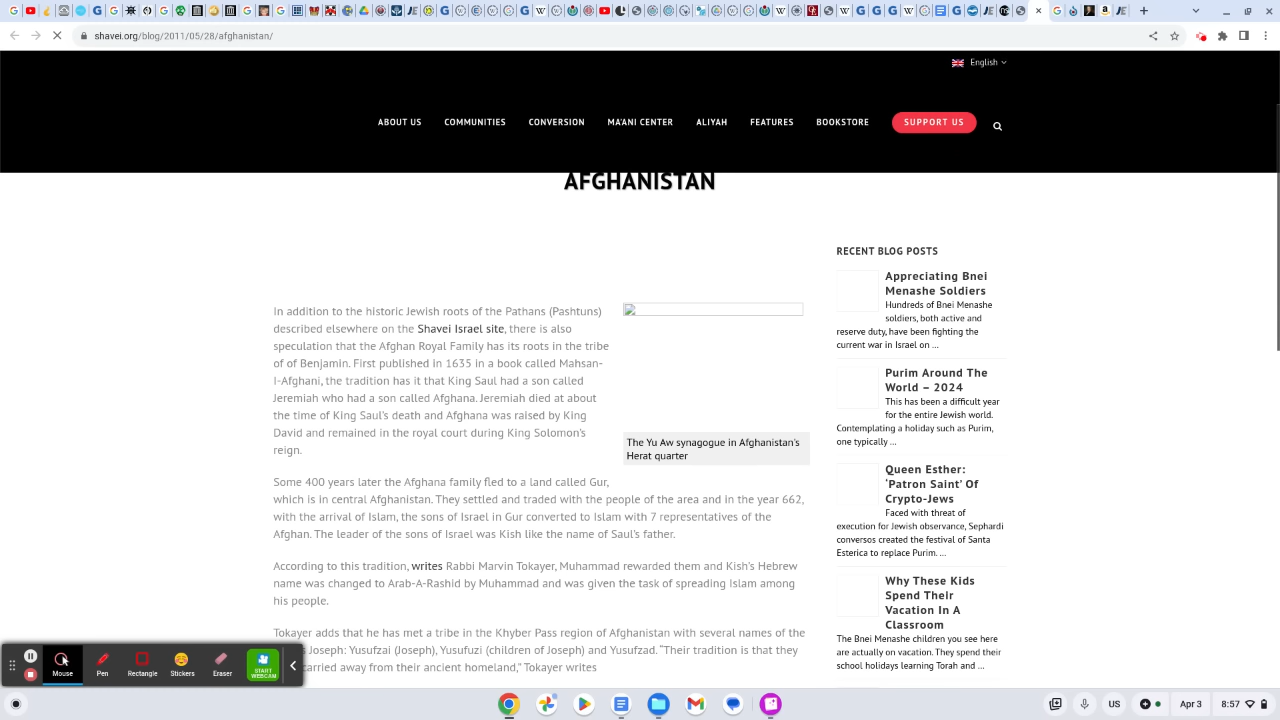 shavei.org/blog/2011/05/28/afghanistan/
English
ABOUT US COMMUNITIES CONVERSION MA'ANI CENTER ALIYAH FEATURES BOOKSTORE SUPPORT US
AFGHANISTAN
In addition to the historic Jewish roots of the Pathans (Pashtuns)
described elsewhere on the Shavei Israel site, there is also
speculation that the Afghan Royal Family has its roots in the tribe
of of Benjamin. First published in 1635 in a book called Mahsan-
I-Afghani, the tradition has it that King Saul had a son called
Jeremiah who had a son called Afghana. Jeremiah died at about
the time of King Saul's death and Afghana was raised by King
David and remained in the royal court during King Solomon's
reign.
The Yu Aw synagogue in Afghanistan's
Herat quarter
Some 400 years later the Afghana family fled to a land called Gur,
which is in central Afghanistan. They settled and traded with the people of the area and in the year 662,
with the arrival of Islam, the sons of Israel in Gur converted to Islam with 7 representatives of the
Afghan. The leader of the sons of Israel was Kish like the name of Saul's father.
According to this tradition, writes Rabbi Marvin Tokayer, Muhammad rewarded them and Kish's Hebrew
name was changed to Arab-A-Rashid by Muhammad and was given the task of spreading Islam among
his people.
Tokayer adds that he has met a tribe in the Khyber Pass region of Afghanistan with several names of the
Joseph: Yusufzai (Joseph), Yusufuzi (children of Joseph) and Yusufzad. "Their tradition is that they
carried away from their ancient homeland," Tokayer writes
RECENT BLOG POSTS
Appreciating Bnei
Menashe Soldiers
Hundreds of Bnei Menashe
soldiers, both active and
reserve duty, have been fighting the
current war in Israel on ...
Purim Around The
World – 2024
This has been a difficult year
for the entire Jewish world.
Contemplating a holiday such as Purim,
one typically ...
Queen Esther:
'Patron Saint' Of
Crypto-Jews
Faced with threat of
execution for Jewish observance, Sephardi
conversos created the festival of Santa
Esterica to replace Purim. ...
Why These Kids
Spend Their
Vacation In A
Classroom
The Bnei Menashe children you see here
are actually on vacation. They spend their
school holidays learning Torah and ...
Mouse Pen Rectangle Stickers Eraser START
WEBCAM
US Apr 3 8:57